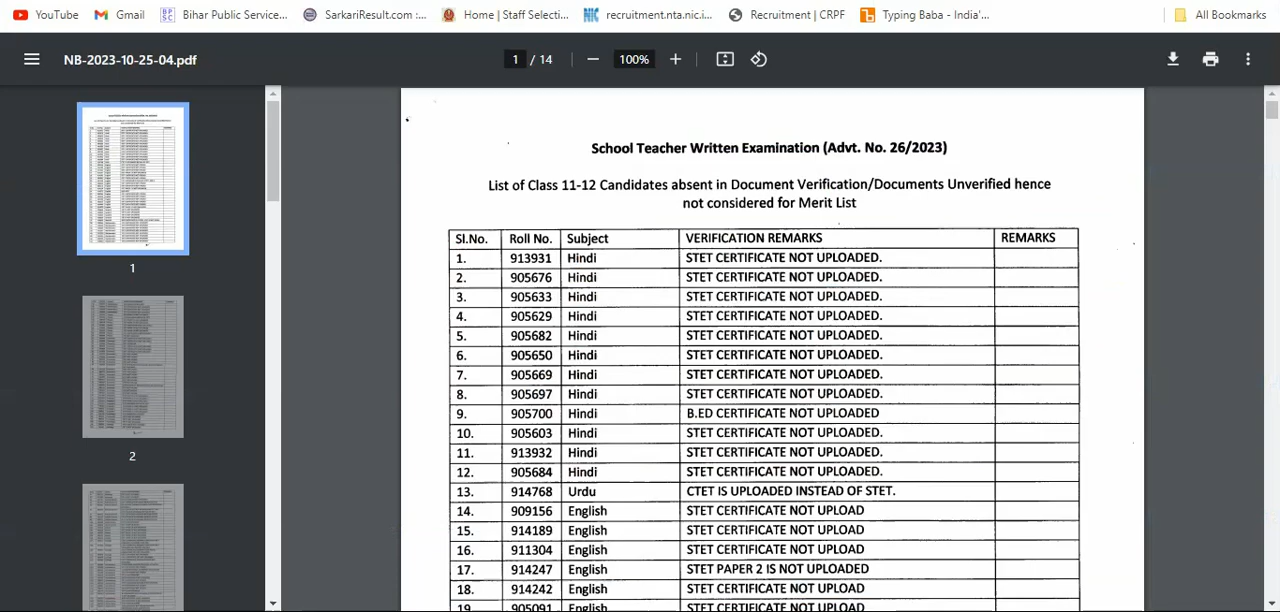 YouTube Gmail Bihar Public Service... SarkariResult.com :... Home | Staff Selecti... recruitment.nta.nic.i... Recruitment | CRPF Typing Baba - India'... All Bookmarks
NB-2023-10-25-04.pdf 1 / 14 100%
School Teacher Written Examination (Advt. No. 26/2023)
List of class 11-12 Candidates absent in Document Verification/Documents Unverified hence
not considered for Merit List
Sl.No. Roll No. Subject VERIFICATION REMARKS REMARKS
1. 913931 Hindi STET CERTIFICATE NOT UPLOADED.
2. 905676 Hindi STET CERTIFICATE NOT UPLOADED.
3. 905633 Hindi STET CERTIFICATE NOT UPLOADED.
4. 905629 Hindi STET CERTIFICATE NOT UPLOADED.
5. 905692 Hindi STET CERTIFICATE NOT UPLOADED.
6. 905650 Hindi STET CERTIFICATE NOT UPLOADED.
7. 905669 Hindi STET CERTIFICATE NOT UPLOADED.
8. 905697 Hindi STET CERTIFICATE NOT UPLOADED.
9. 905700 Hindi B.ED CERTIFICATE NOT UPLOADED
10. 905603 Hindi STET CERTIFICATE NOT UPLOADED.
11. 913932 Hindi STET CERTIFICATE NOT UPLOADED.
12. 905684 Hindi STET CERTIFICATE NOT UPLOADED.
13. 914768 Urdu CTET IS UPLOADED INSTEAD OF STET.
14. 909136 English STET CERTIFICATE NOT UPLOAD
15. 914199 English STET CERTIFICATE NOT UPLOAD
16. 911304 English STET CERTIFICATE NOT UPLOAD
17. 914247 English STET PAPER 2 IS NOT UPLOADED
18. 914242 English STET CERTIFICATE NOT UPLOAD
19. 905091 English STET CERTIFICATE NOT UPLOAD
1
2